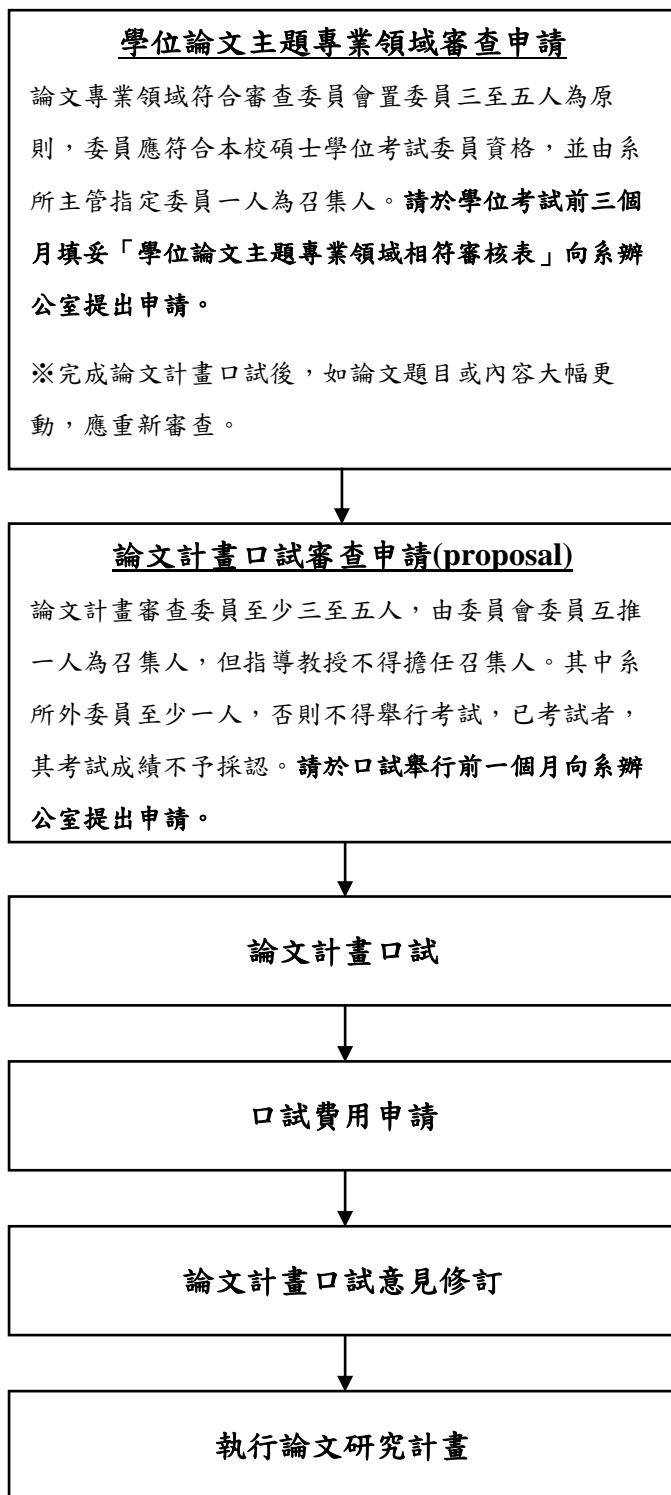 學位論文主題專業領域審查申請
論文專業領域符合審查委員會置委員三至五人為原
則，委員應符合本校碩士學位考試委員資格，並由系
所主管指定委員一人為召集人。請於學位考試前三個
月填妥「學位論文主題專業領域相符審核表」向系辦
公室提出申請。
※完成論文計畫口試後，如論文題目或內容大幅更
動，應重新審查。
論文計畫口試審查申請(proposal)
論文計畫審查委員至少三至五人，由委員會委員互推
一人為召集人，但指導教授不得擔任召集人。其中系
所外委員至少一人，否則不得舉行考試，已考試者，
其考試成績不予採認。請於口試舉行前一個月向系辦
公室提出申請。
論文計畫口試
口試費用申請
論文計畫口試意見修訂
執行論文研究計畫